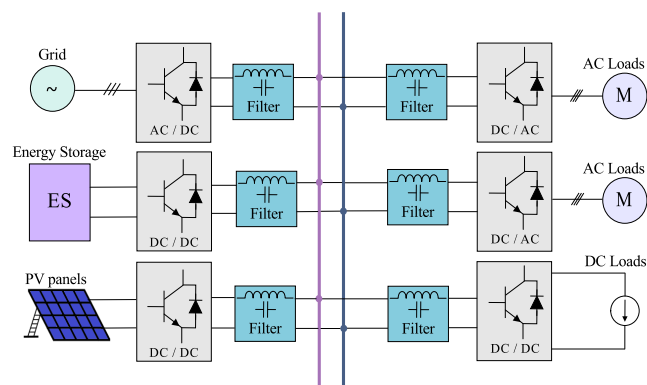 Grid
~
AC / DC
Filter
Filter
DC / AC
AC Loads
M
Energy Storage
ES
DC / DC
Filter
Filter
DC / AC
AC Loads
M
PV panels
DC / DC
Filter
Filter
DC / DC
DC Loads